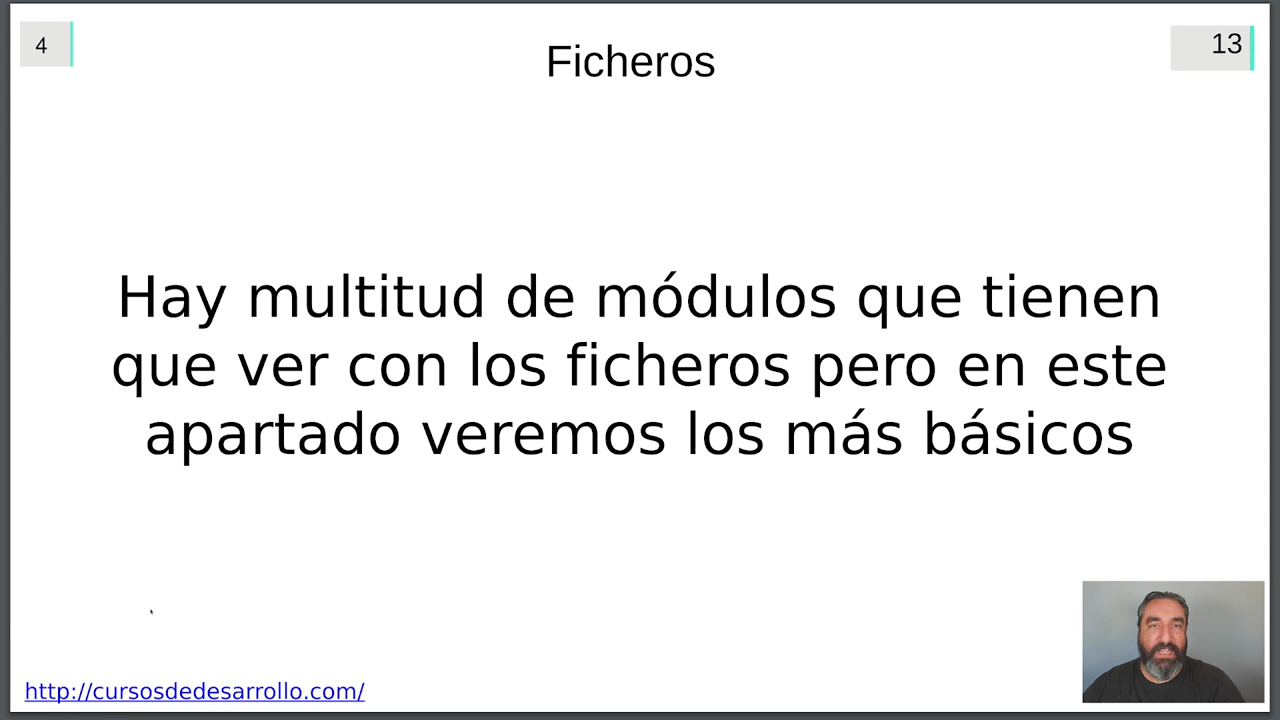 4
Ficheros
13
Hay multitud de módulos que tienen
que ver con los ficheros pero en este
apartado veremos los más básicos
http://cursosdedesarrollo.com/